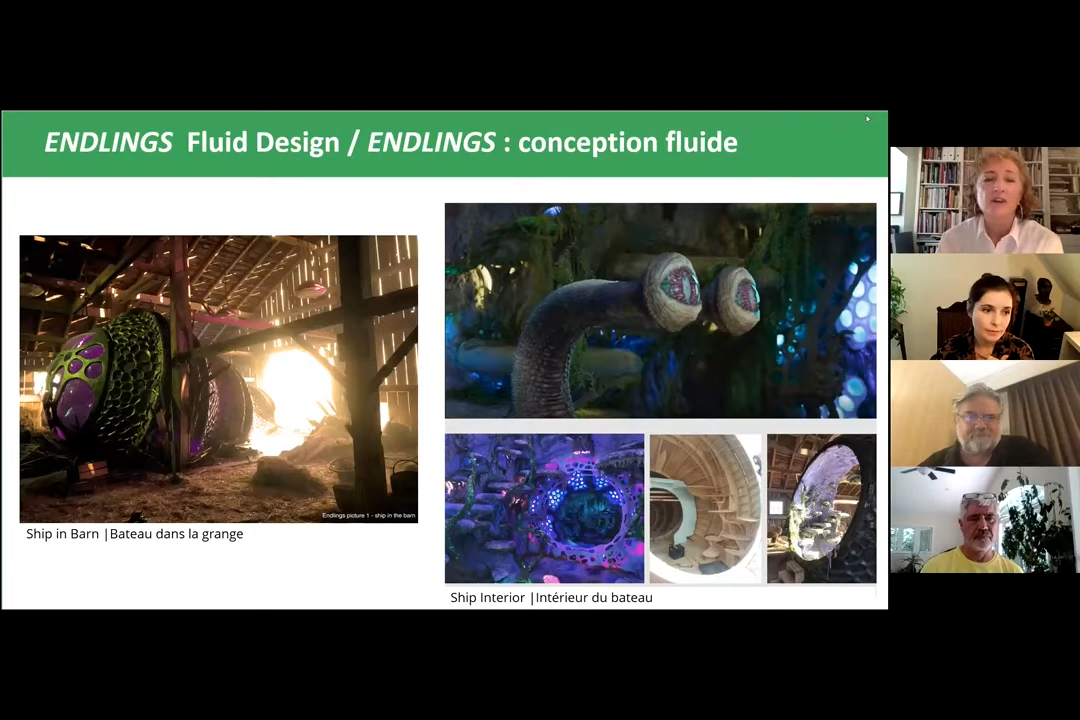 ENDLINGS Fluid Design / ENDLINGS : conception fluide
Endlings picture 1 - ship in the barn
Ship in Barn |Bateau dans la grange
Ship Interior |Intérieur du bateau